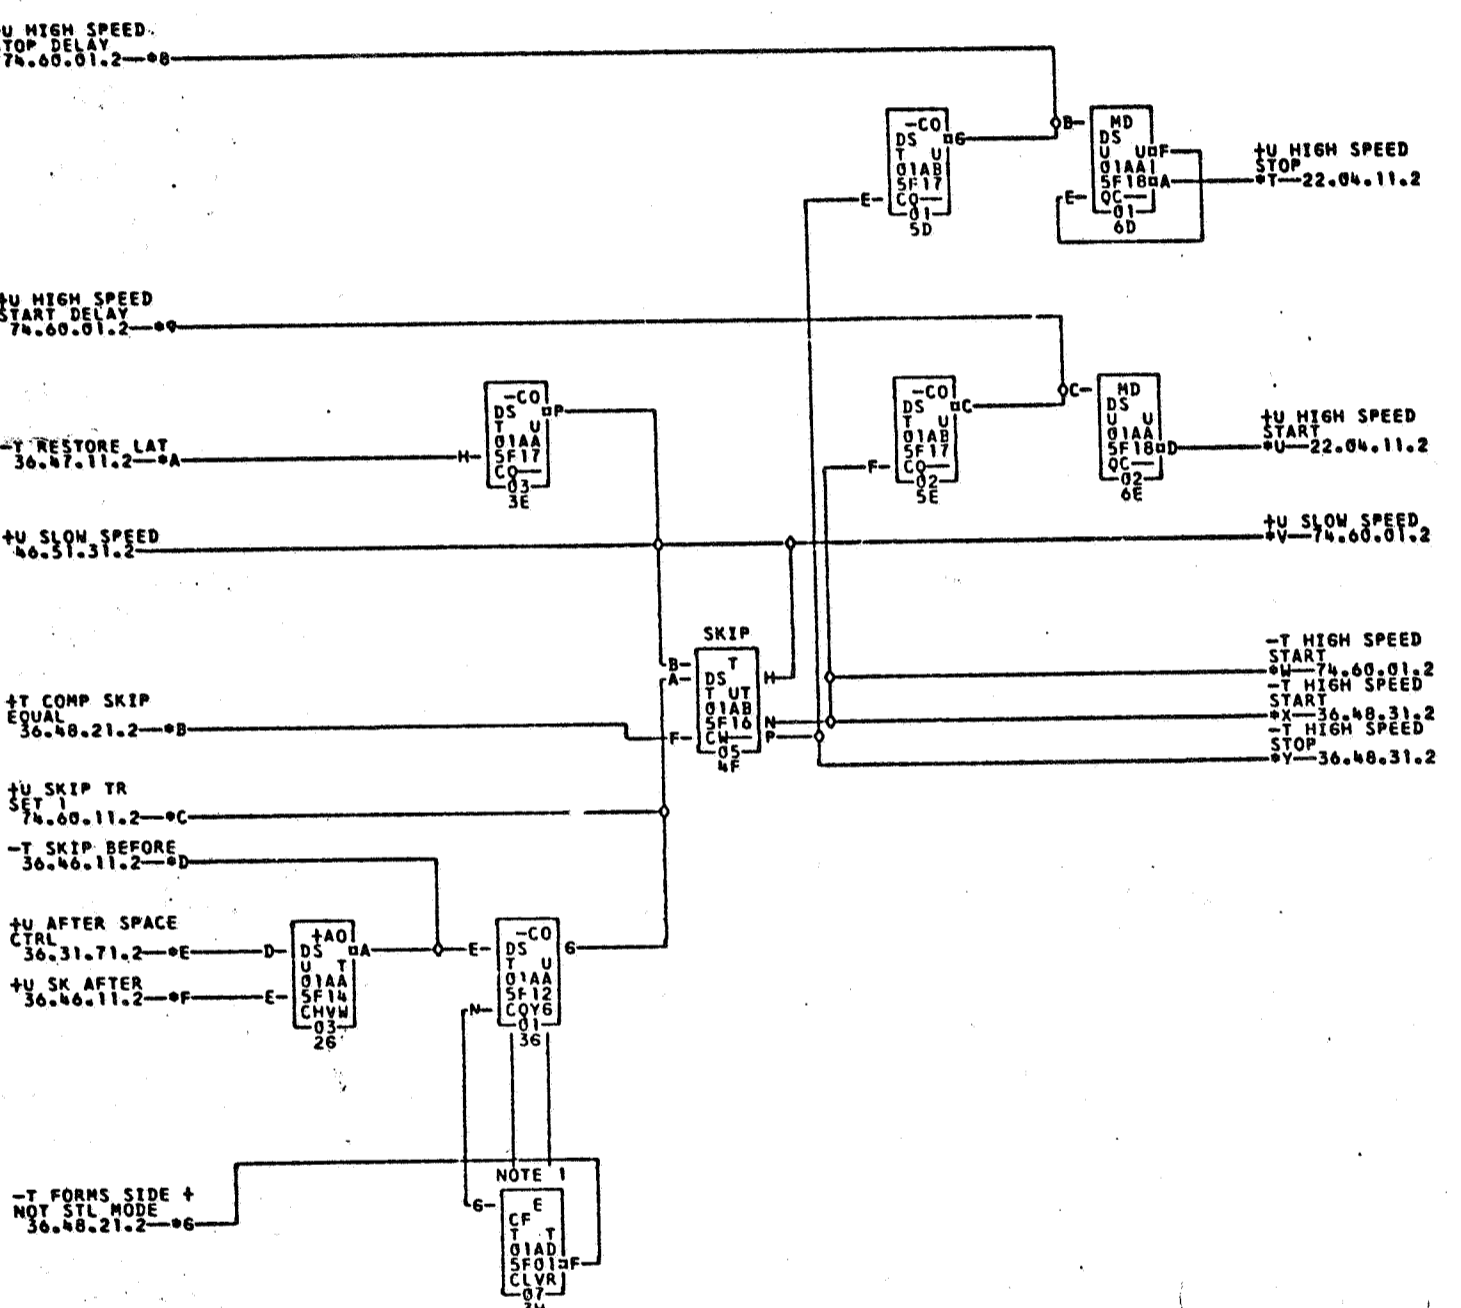 +U HIGH SPEED
STOP DELAY
74.60.01.2—*8
-CO
DS G
T U
01AB
5F17
E- CQ
01
5D
B- MD
DS
U U F
01AA
5F18 A
E- QC
01
6D
+U HIGH SPEED
STOP
*T—22.04.11.2
+U HIGH SPEED
START DELAY
74.60.01.2—*9
-CO
DS P
T U
01AA
H- 5F17
CQ
03
3E
-T RESTORE LAT
36.47.11.2—*A
-CO
DS C
T U
01AB
5F17
F- CQ
02
5E
C- MD
DS
U U
01AA
5F18 D
QC
02
6E
+U HIGH SPEED
START
*U—22.04.11.2
+U SLOW SPEED
46.51.31.2
+U SLOW SPEED
*V—74.60.01.2
SKIP
B- T
A- DS H
T UT
01AB
5F16 N
F- CW P
05
4F
-T HIGH SPEED
START
*W—74.60.01.2
-T HIGH SPEED
START
*X—36.48.31.2
-T HIGH SPEED
STOP
*Y—36.48.31.2
+T COMP SKIP
EQUAL
36.48.21.2—*B
+U SKIP TR
SET 1
74.60.11.2—*C
-T SKIP BEFORE
36.46.11.2—*D
+U AFTER SPACE
CTRL
36.31.71.2—*E
+U SK AFTER
36.46.11.2—*F
+AO
D- DS A
U T
01AA
E- 5F14
CHVW
03
2G
-CO
E- DS G
T U
01AA
5F12
N- CQY6
01
3G
NOTE 1
-T FORMS SIDE +
NOT STL MODE
36.48.21.2—*G
G- E
CF
T T
01AD
5F01 F
CLVR
07